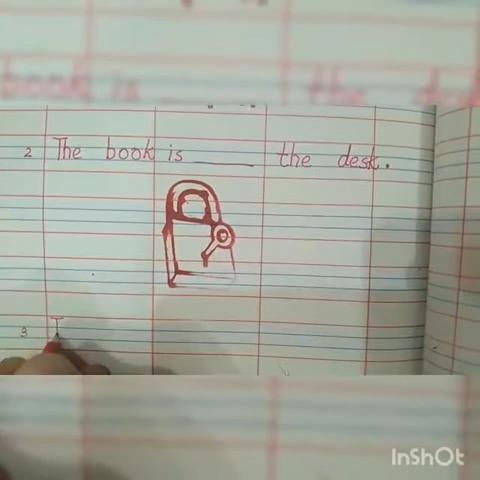 2 The book is ____ the desk.
3 T
InShOt